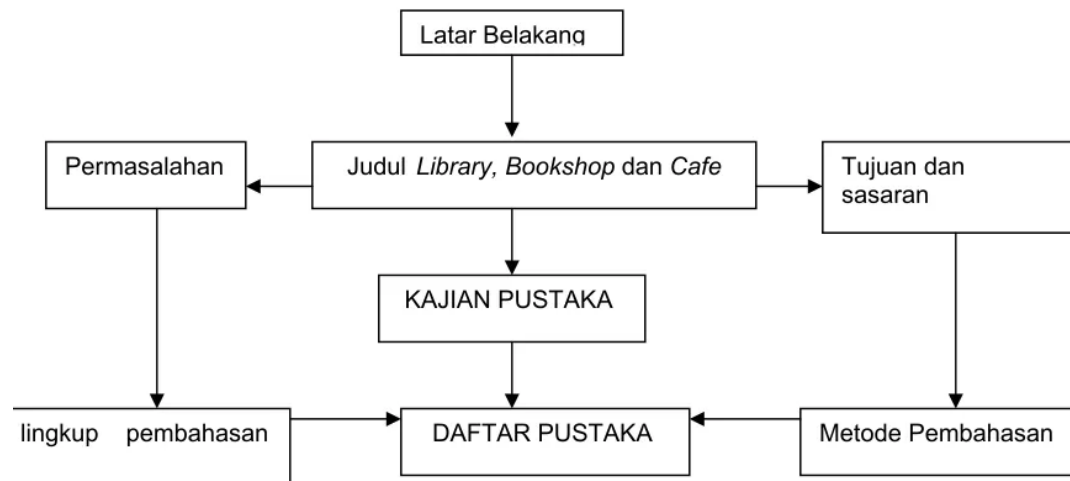 Latar Belakang
Permasalahan
Judul Library, Bookshop dan Cafe
Tujuan dan
sasaran
KAJIAN PUSTAKA
lingkup pembahasan
DAFTAR PUSTAKA
Metode Pembahasan